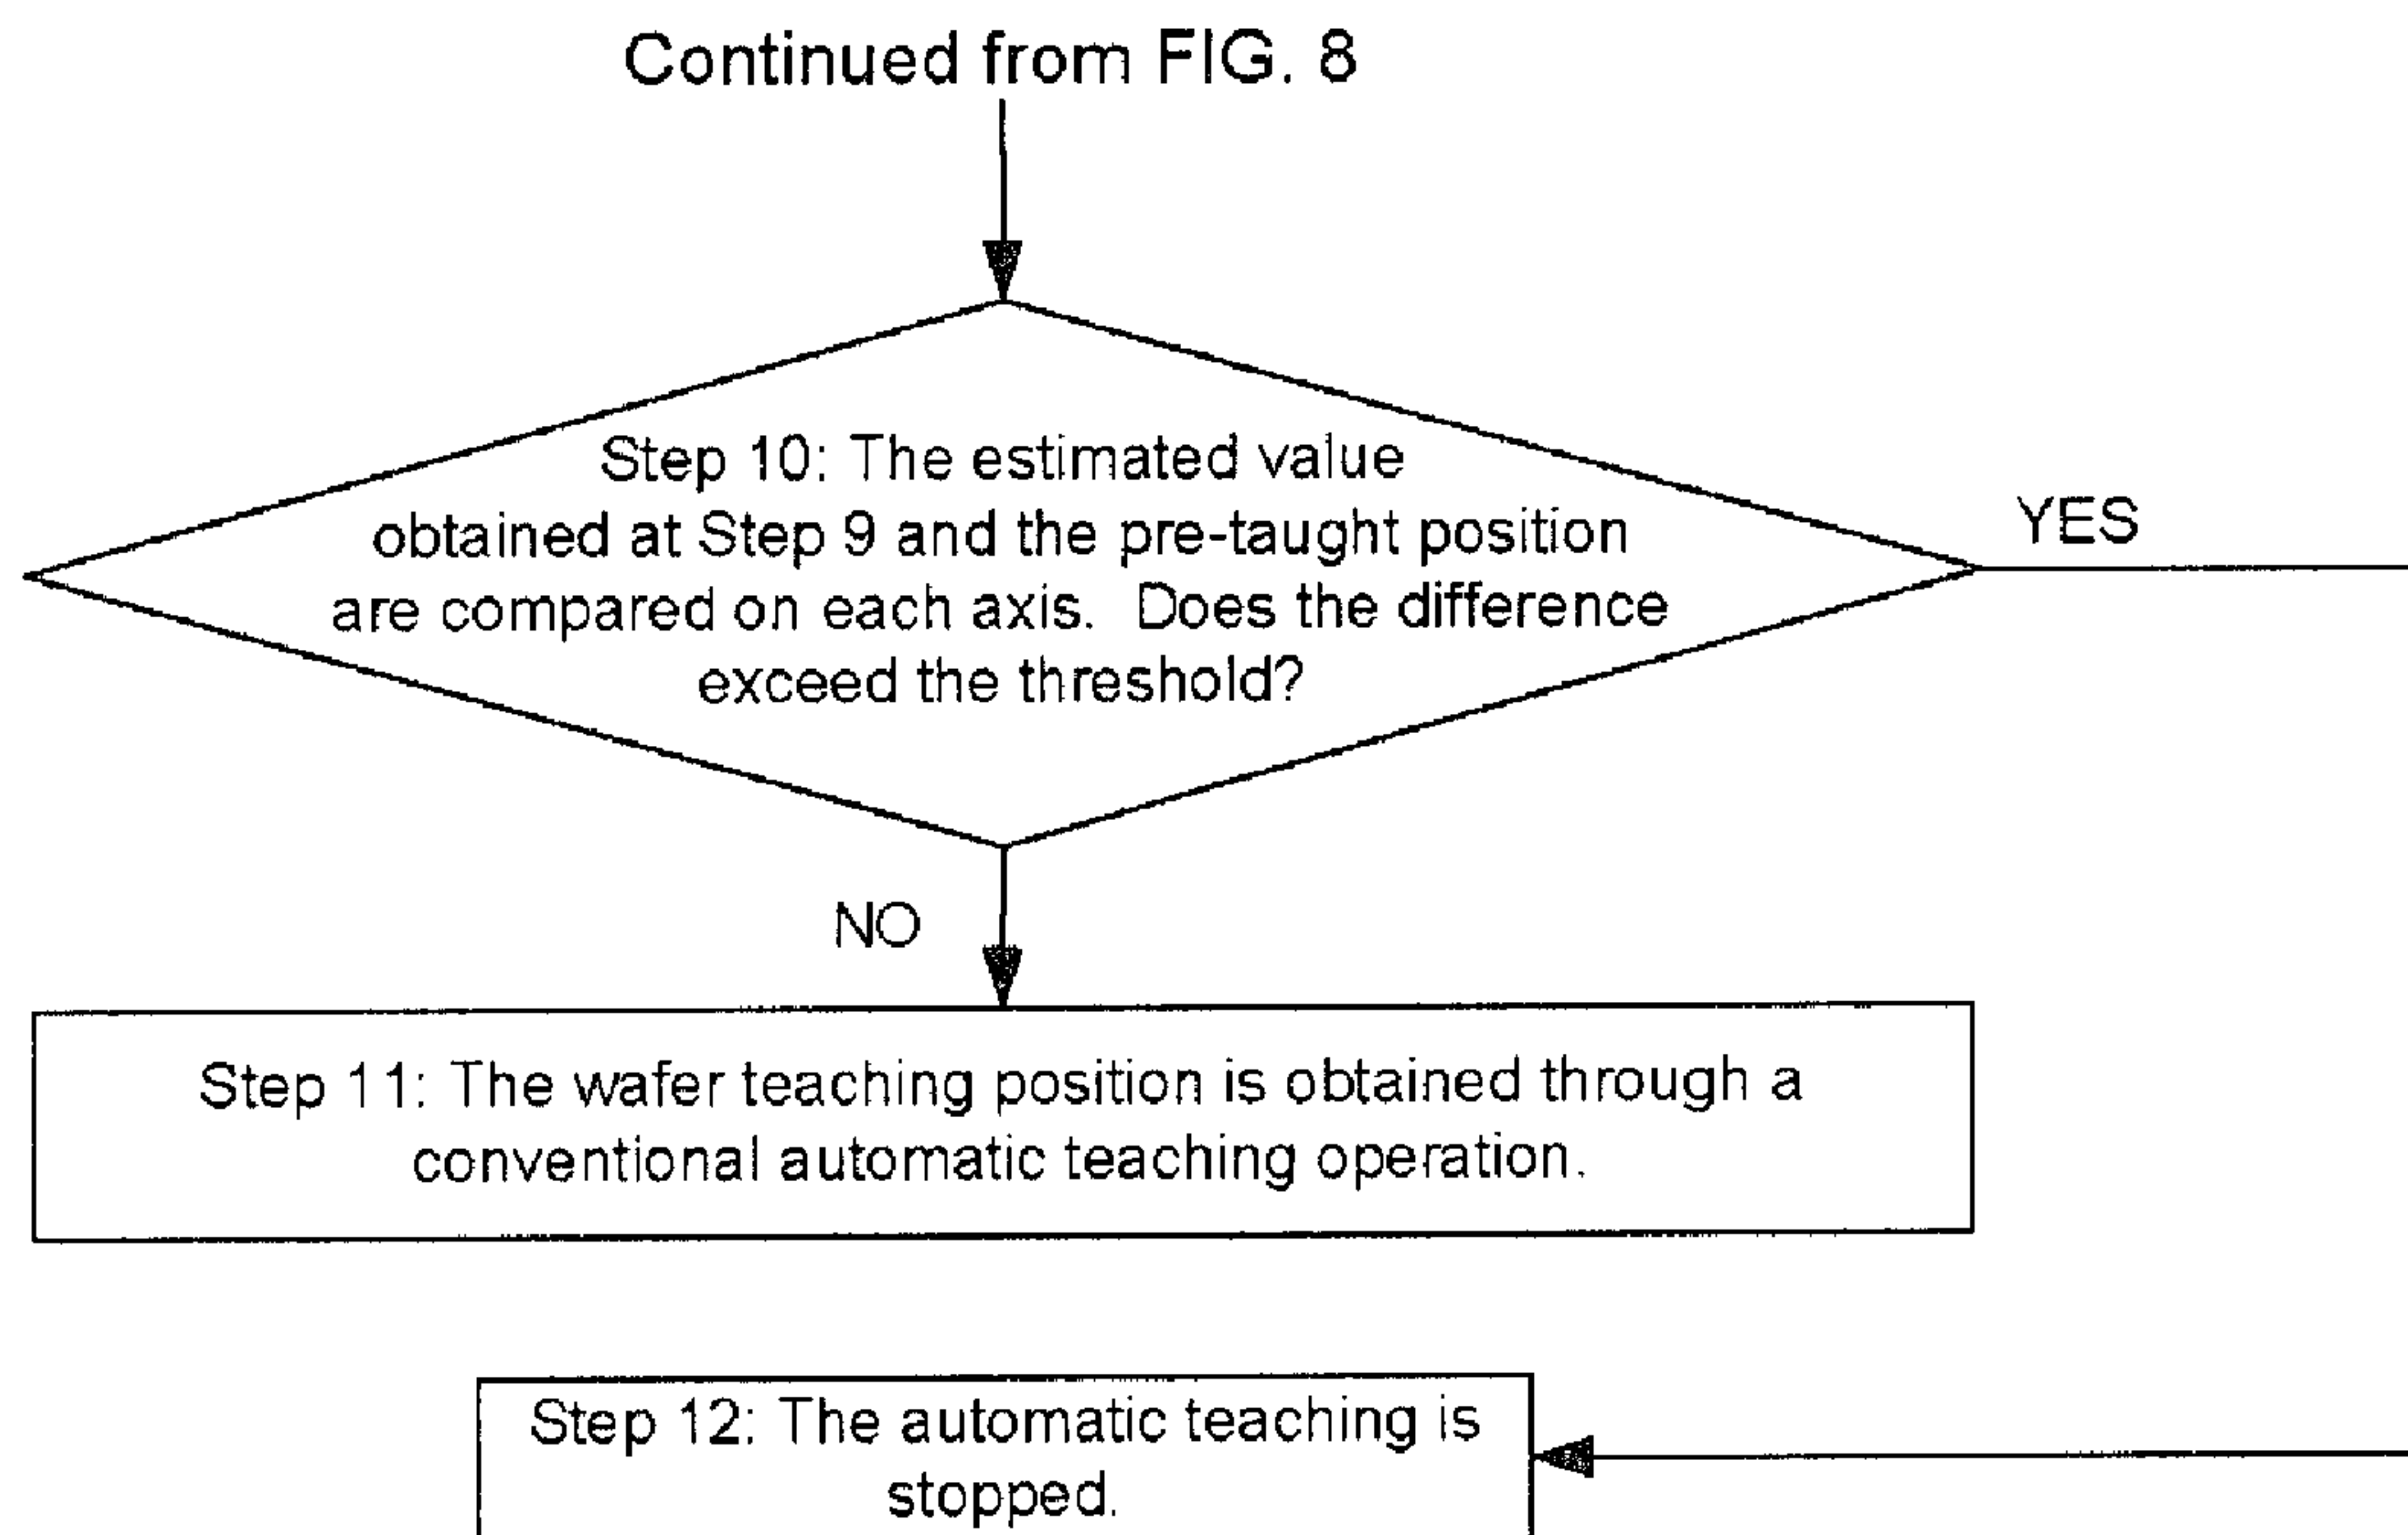 Continued from FIG. 8
Step 10: The estimated value
obtained at Step 9 and the pre-taught position
are compared on each axis. Does the difference
exceed the threshold?
YES
NO
Step 11: The wafer teaching position is obtained through a
conventional automatic teaching operation.
Step 12: The automatic teaching is
stopped.